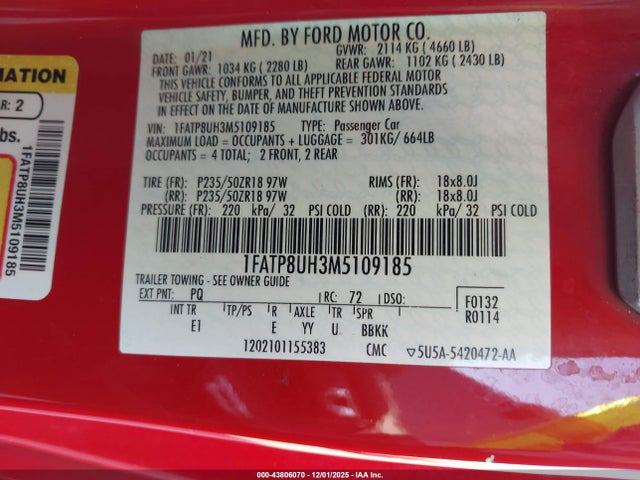 MFD. BY FORD MOTOR CO.
DATE: 01/21 GVWR: 2114 KG ( 4660 LB)
FRONT GAWR: 1034 KG ( 2280 LB) REAR GAWR: 1102 KG ( 2430 LB)
THIS VEHICLE CONFORMS TO ALL APPLICABLE FEDERAL MOTOR
VEHICLE SAFETY, BUMPER, AND THEFT PREVENTION STANDARDS
IN EFFECT ON THE DATE OF MANUFACTURE SHOWN ABOVE.
VIN: 1FATP8UH3M5109185 TYPE: Passenger Car
MAXIMUM LOAD = OCCUPANTS + LUGGAGE = 301KG/ 664LB
OCCUPANTS = 4 TOTAL; 2 FRONT, 2 REAR
TIRE (FR): P235/50ZR18 97W RIMS (FR): 18x8.0J
(RR): P235/50ZR18 97W (RR): 18x8.0J
PRESSURE (FR): 220 kPa/ 32 PSI COLD (RR): 220 kPa/ 32 PSI COLD
1FATP8UH3M5109185
TRAILER TOWING - SEE OWNER GUIDE
EXT PNT: PQ RC: 72 DSO: F0132
INT TR TP/PS R AXLE TR SPR R0114
E1 E YY U BBKK
1202101155383 CMC ▽5U5A-5420472-AA
MATION
AR: 2
lbs.
1FATP8UH3M5109185
000-43806070 - 12/01/2025 - IAA Inc.